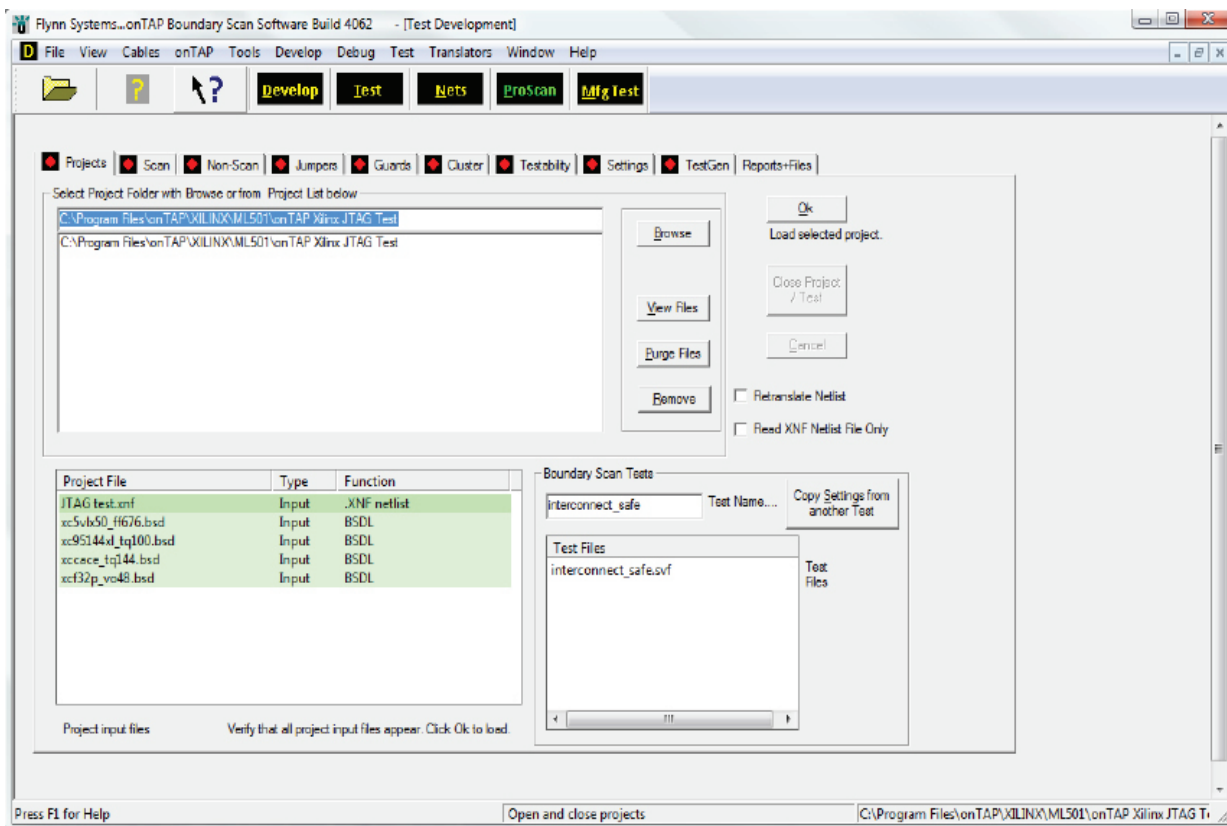 Flynn Systems...onTAP Boundary Scan Software Build 4062 - [Test Development]
D File View Cables onTAP Tools Develop Debug Test Translators Window Help
? ? Develop Test Nets ProScan MfgTest
Projects Scan Non-Scan Jumpers Guards Cluster Testability Settings TestGen Reports+Files
Select Project Folder with Browse or from Project List below
C:\Program Files\onTAP\XILINX\ML501\onTAP Xilinx JTAG Test
C:\Program Files\onTAP\XILINX\ML501\onTAP Xilinx JTAG Test
Browse
View Files
Purge Files
Remove
Ok
Load selected project.
Close Project
/ Test
Cancel
Retranslate Netlist
Read XNF Netlist File Only
Project File Type Function
JTAG test.xnf Input .XNF netlist
xc5vlx50_ff676.bsd Input BSDL
xc95144xl_tq100.bsd Input BSDL
xccace_tq144.bsd Input BSDL
xcf32p_vo48.bsd Input BSDL
Project input files Verify that all project input files appear. Click Ok to load.
Boundary Scan Tests
interconnect_safe Test Name....
Copy Settings from
another Test
Test Files
interconnect_safe.svf
Test
Files
Press F1 for Help Open and close projects C:\Program Files\onTAP\XILINX\ML501\onTAP Xilinx JTAG T